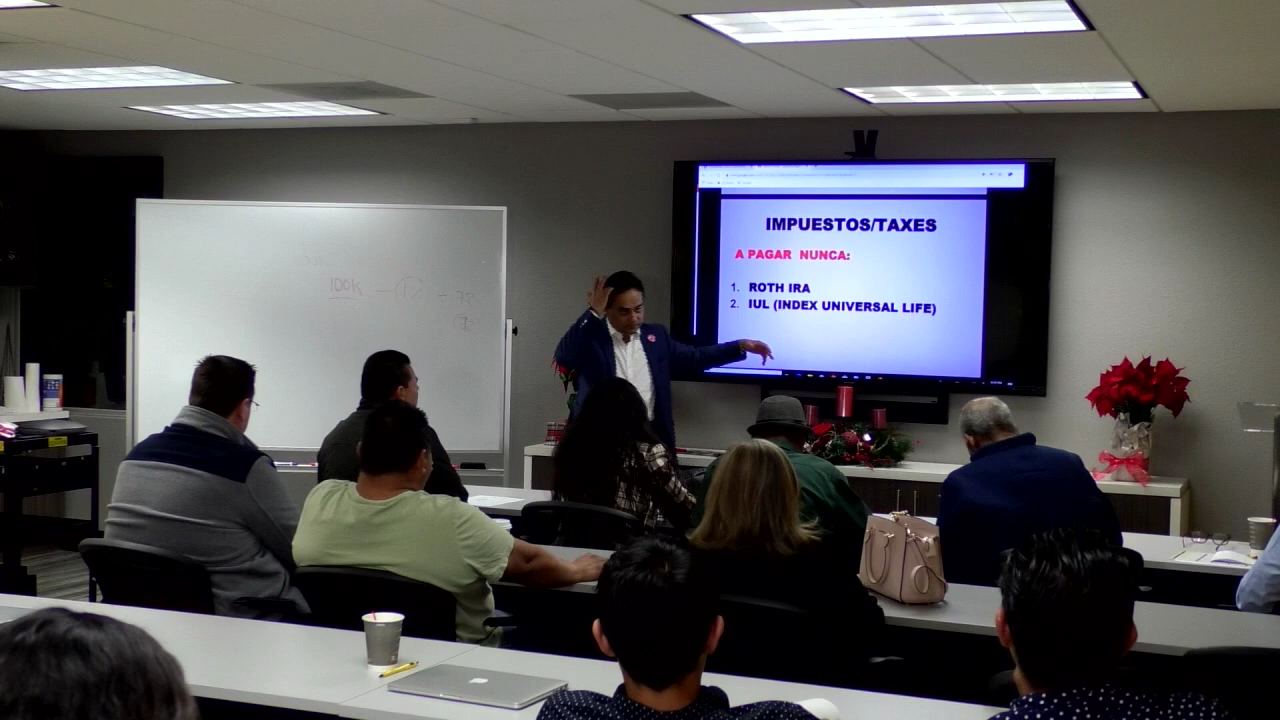 100K
IMPUESTOS/TAXES
A PAGAR NUNCA:
1. ROTH IRA
2. IUL (INDEX UNIVERSAL LIFE)